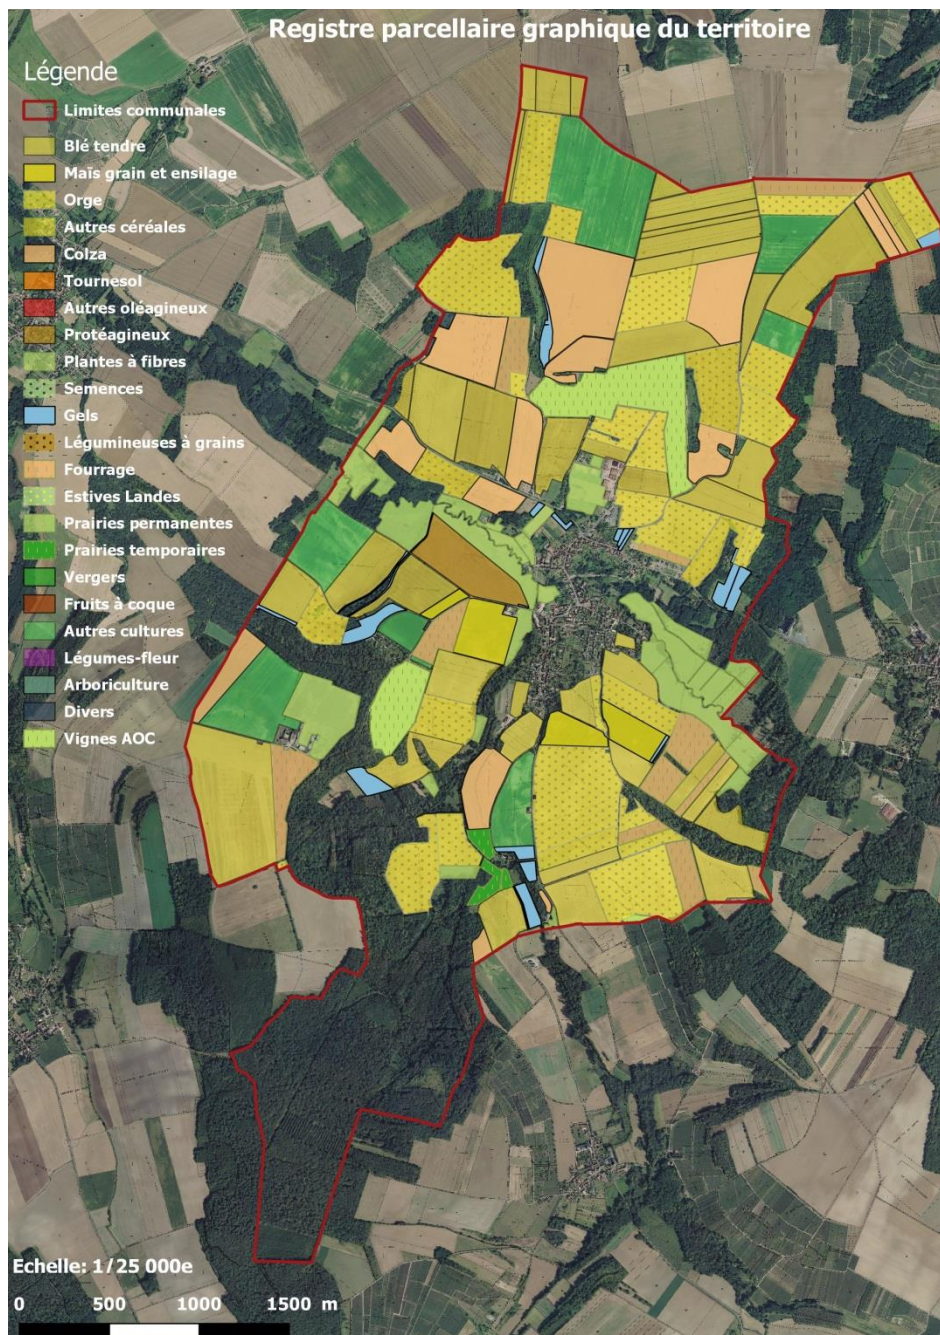 Registre parcellaire graphique du territoire
Légende
Limites communales
Blé tendre
Maïs grain et ensilage
Orge
Autres céréales
Colza
Tournesol
Autres oléagineux
Protéagineux
Plantes à fibres
Semences
Gels
Légumineuses à grains
Fourrage
Estives Landes
Prairies permanentes
Prairies temporaires
Vergers
Fruits à coque
Autres cultures
Légumes-fleur
Arboriculture
Divers
Vignes AOC
Echelle: 1/25 000e
0 500 1000 1500 m